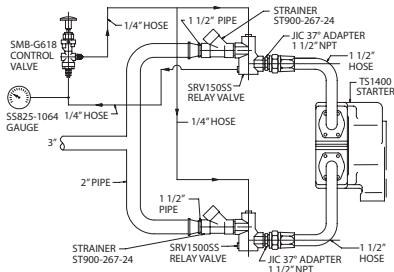 STRAINER
ST900-267-24
1 1/2" PIPE
1/4" HOSE
JIC 37° ADAPTER
1 1/2" NPT
SMB-G618
CONTROL
VALVE
1 1/2"
HOSE
TS1400
STARTER
SRV150SS
RELAY VALVE
SS825-1064
GAUGE
1/4" HOSE
1/4" HOSE
3"
2" PIPE
1 1/2"
PIPE
STRAINER
ST900-267-24
SRV1500SS
RELAY VALVE
JIC 37° ADAPTER
1 1/2" NPT
1 1/2"
HOSE